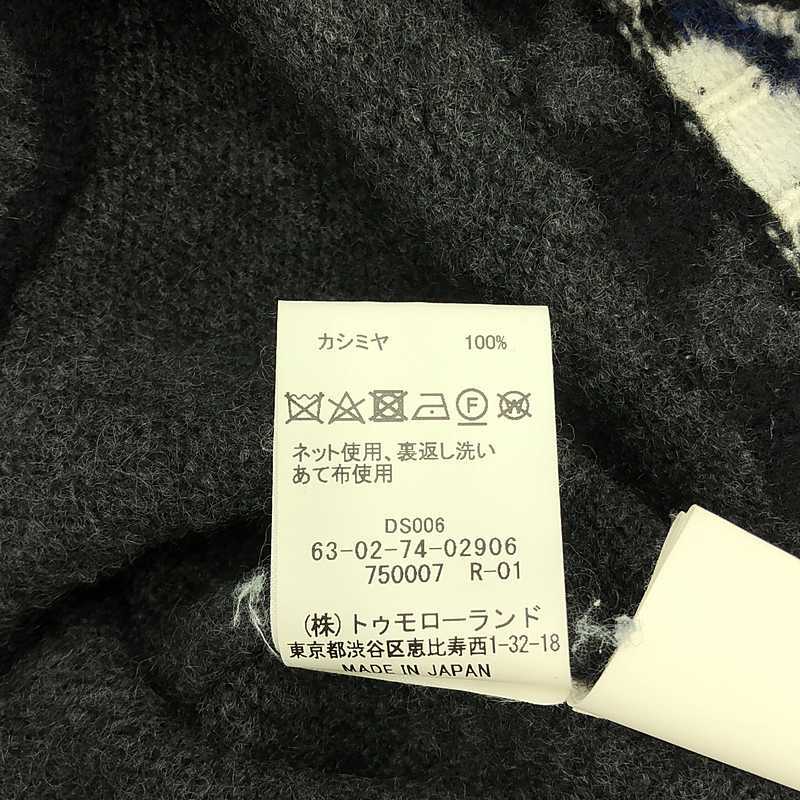 カシミヤ 100%
F W
ネット使用、裏返し洗い
あて布使用
DS006
63-02-74-02906
750007 R-01
(株)トゥモローランド
東京都渋谷区恵比寿西1-32-18
MADE IN JAPAN